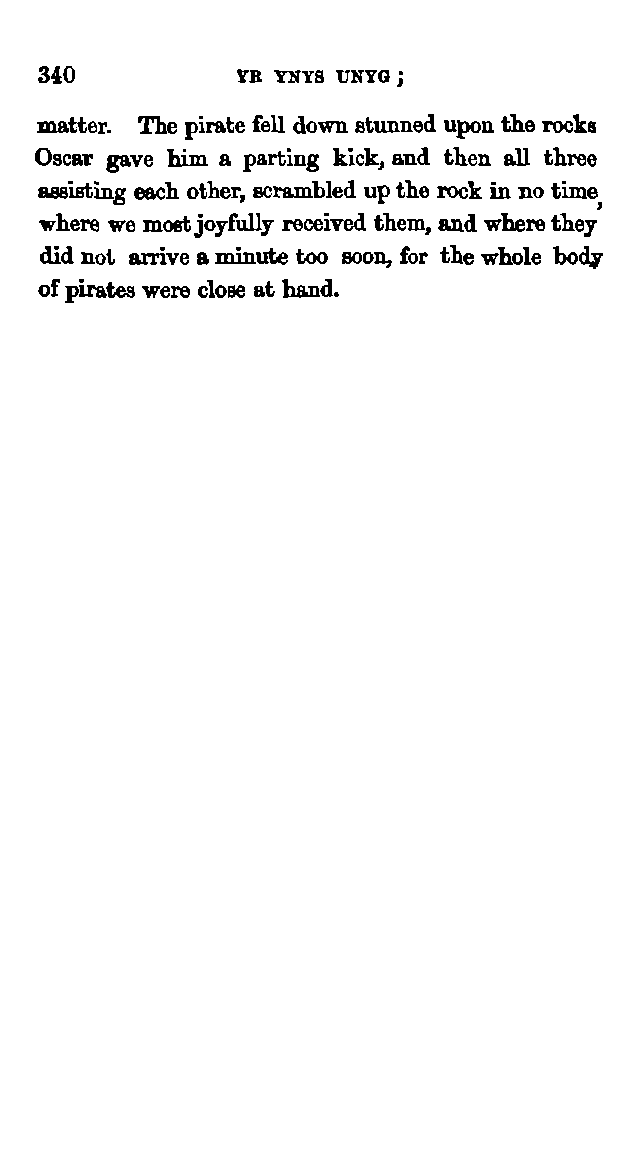 340 YR YNYS UNYG ;
matter. The pirate fell down stunned upon the rocks
Oscar gave him a parting kick, and then all three
assisting each other, scrambled up the rock in no time,
where we most joyfully received them, and where they
did not arrive a minute too soon, for the whole body
of pirates were close at hand.